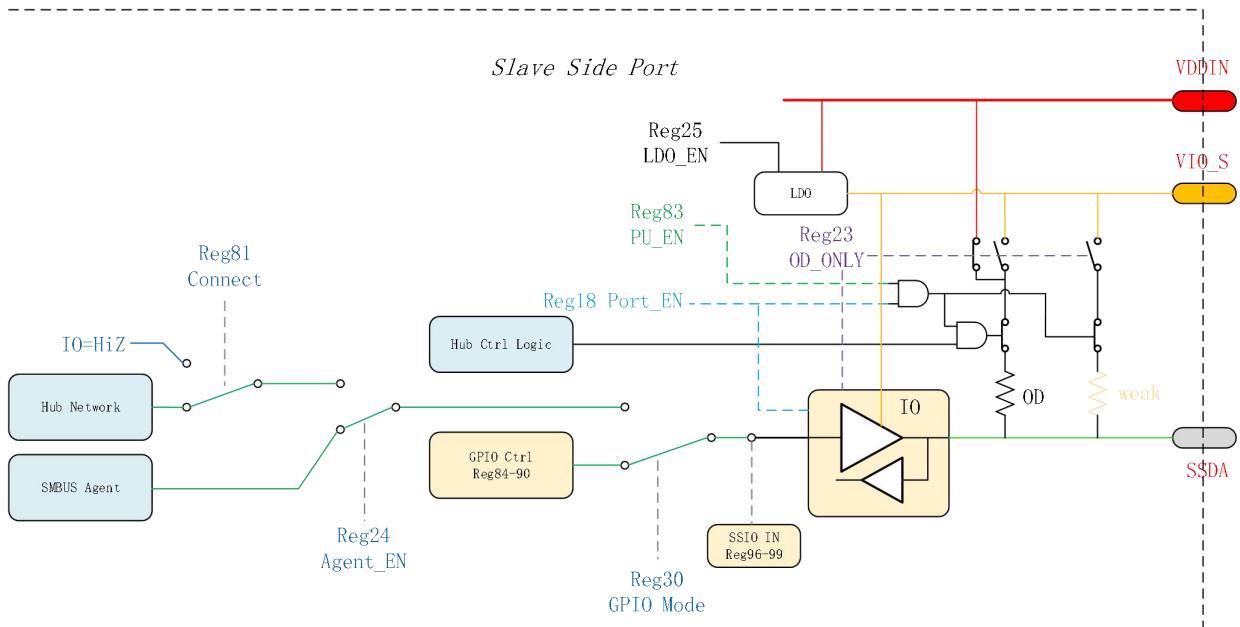 Slave Side Port
VDDIN
Reg25
LDO_EN
VIO_S
LDO
Reg83
PU_EN
Reg23
OD_ONLY
Reg81
Connect
Reg18 Port_EN
IO=HiZ
Hub Ctrl Logic
Hub Network
IO
OD
weak
GPIO Ctrl
Reg84-90
SMBUS Agent
SSDA
Reg24
Agent_EN
SSIO IN
Reg96-99
Reg30
GPIO Mode